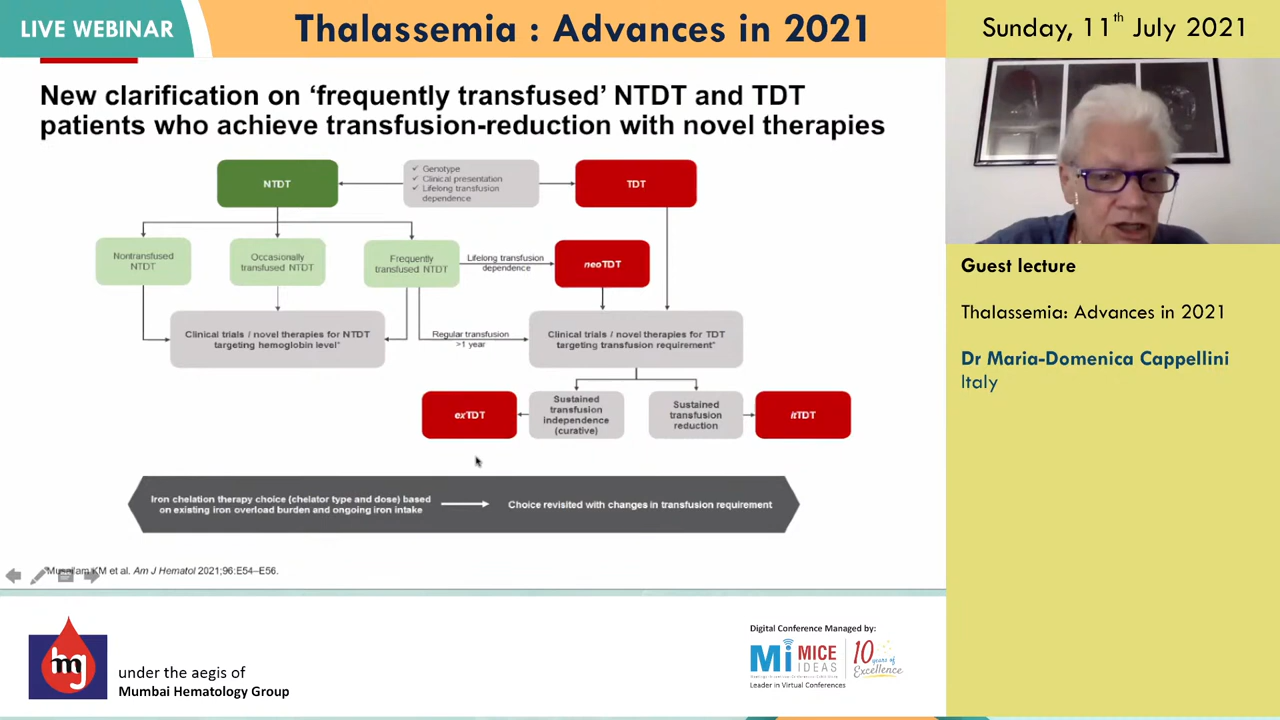 LIVE WEBINAR
Thalassemia : Advances in 2021
Sunday, 11th July 2021
New clarification on ‘frequently transfused’ NTDT and TDT
patients who achieve transfusion-reduction with novel therapies
NTDT
✓ Genotype
✓ Clinical presentation
✓ Lifelong transfusion
dependence
TDT
Nontransfused
NTDT
Occasionally
transfused NTDT
Frequently
transfused NTDT
Lifelong transfusion
dependence
neoTDT
Clinical trials / novel therapies for NTDT
targeting hemoglobin level*
Regular transfusion
>1 year
Clinical trials / novel therapies for TDT
targeting transfusion requirement*
exTDT
Sustained
transfusion
independence
(curative)
Sustained
transfusion
reduction
itTDT
Iron chelation therapy choice (chelator type and dose) based
on existing iron overload burden and ongoing iron intake
Choice revisited with changes in transfusion requirement
Musallam KM et al. Am J Hematol 2021;96:E54–E56.
Guest lecture
Thalassemia: Advances in 2021
Dr Maria-Domenica Cappellini
Italy
hg
under the aegis of
Mumbai Hematology Group
Digital Conference Managed by:
Mi MICE
IDEAS
10 years of
Excellence
Leader in Virtual Conferences